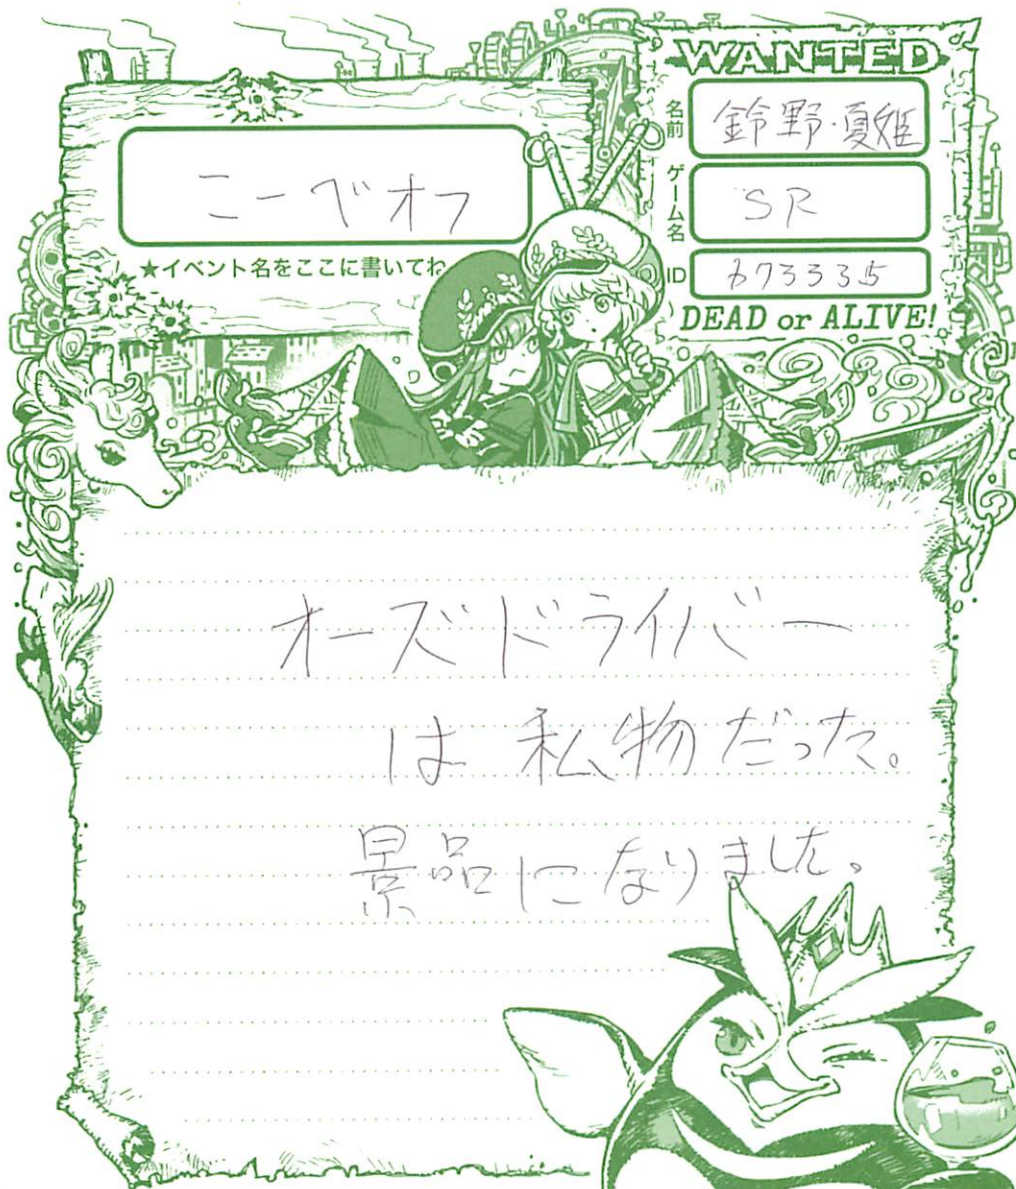 WANTED
名前
鈴野・夏姫
こーべオフ
ゲーム名
SR
★イベント名をここに書いてね
ID
673335
DEAD or ALIVE!
オーズドライバー
は私物だった。
景品になりました。